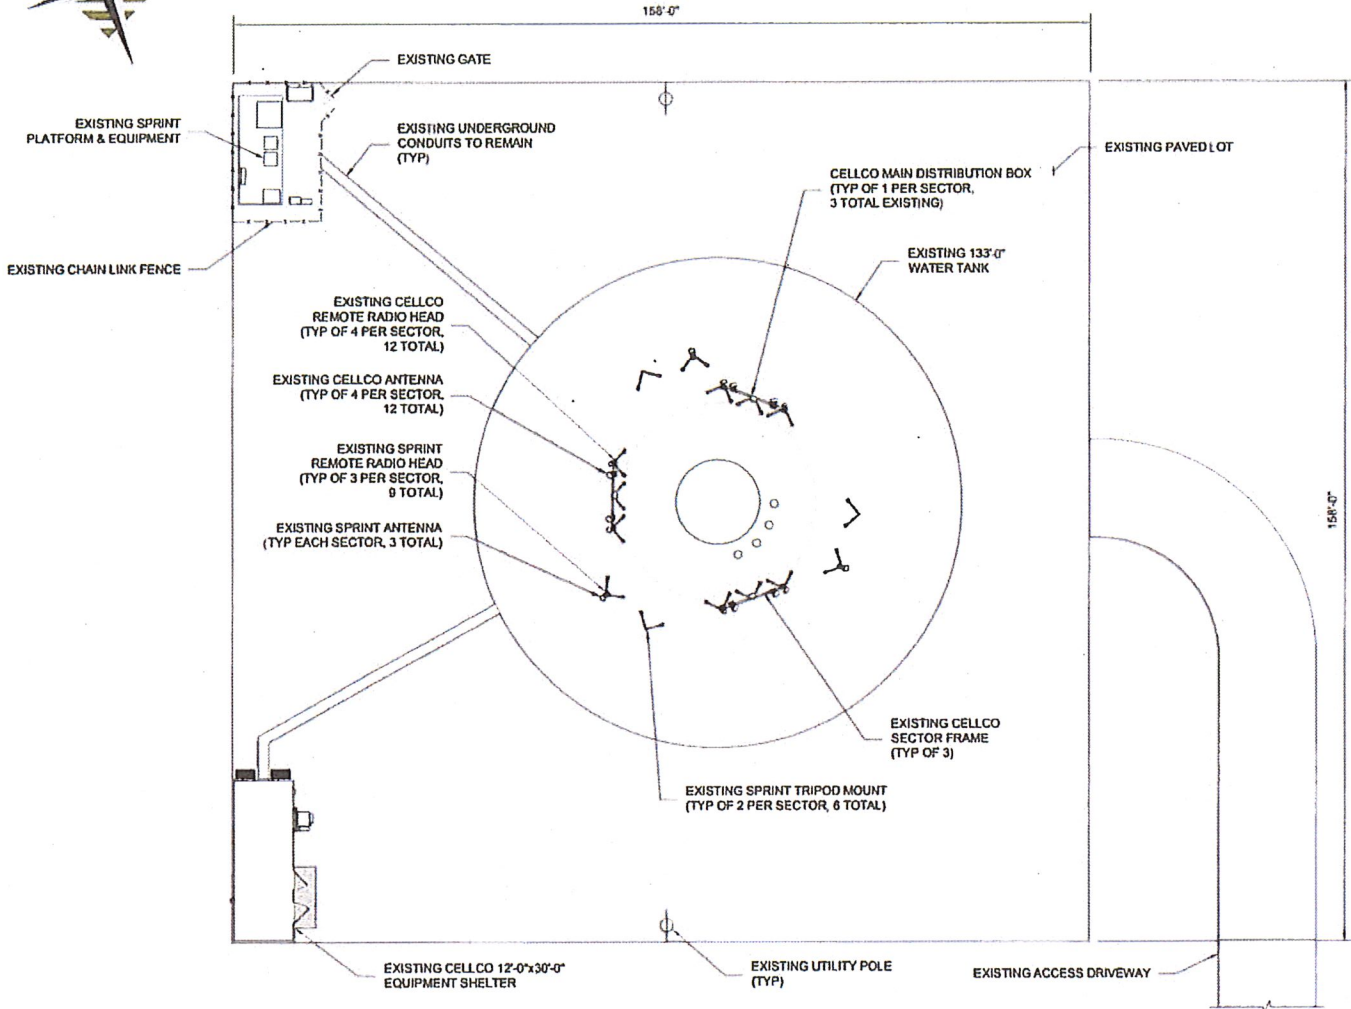 158'-0"
EXISTING GATE
EXISTING SPRINT
PLATFORM & EQUIPMENT
EXISTING UNDERGROUND
CONDUITS TO REMAIN
(TYP)
EXISTING PAVED LOT
CELLCO MAIN DISTRIBUTION BOX
(TYP OF 1 PER SECTOR,
3 TOTAL EXISTING)
EXISTING CHAIN LINK FENCE
EXISTING 133'-0"
WATER TANK
EXISTING CELLCO
REMOTE RADIO HEAD
(TYP OF 4 PER SECTOR,
12 TOTAL)
EXISTING CELLCO ANTENNA
(TYP OF 4 PER SECTOR,
12 TOTAL)
EXISTING SPRINT
REMOTE RADIO HEAD
(TYP OF 3 PER SECTOR,
9 TOTAL)
EXISTING SPRINT ANTENNA
(TYP EACH SECTOR, 3 TOTAL)
158'-0"
EXISTING CELLCO
SECTOR FRAME
(TYP OF 3)
EXISTING SPRINT TRIPOD MOUNT
(TYP OF 2 PER SECTOR, 6 TOTAL)
EXISTING CELLCO 12'-0"x30'-0"
EQUIPMENT SHELTER
EXISTING UTILITY POLE
(TYP)
EXISTING ACCESS DRIVEWAY